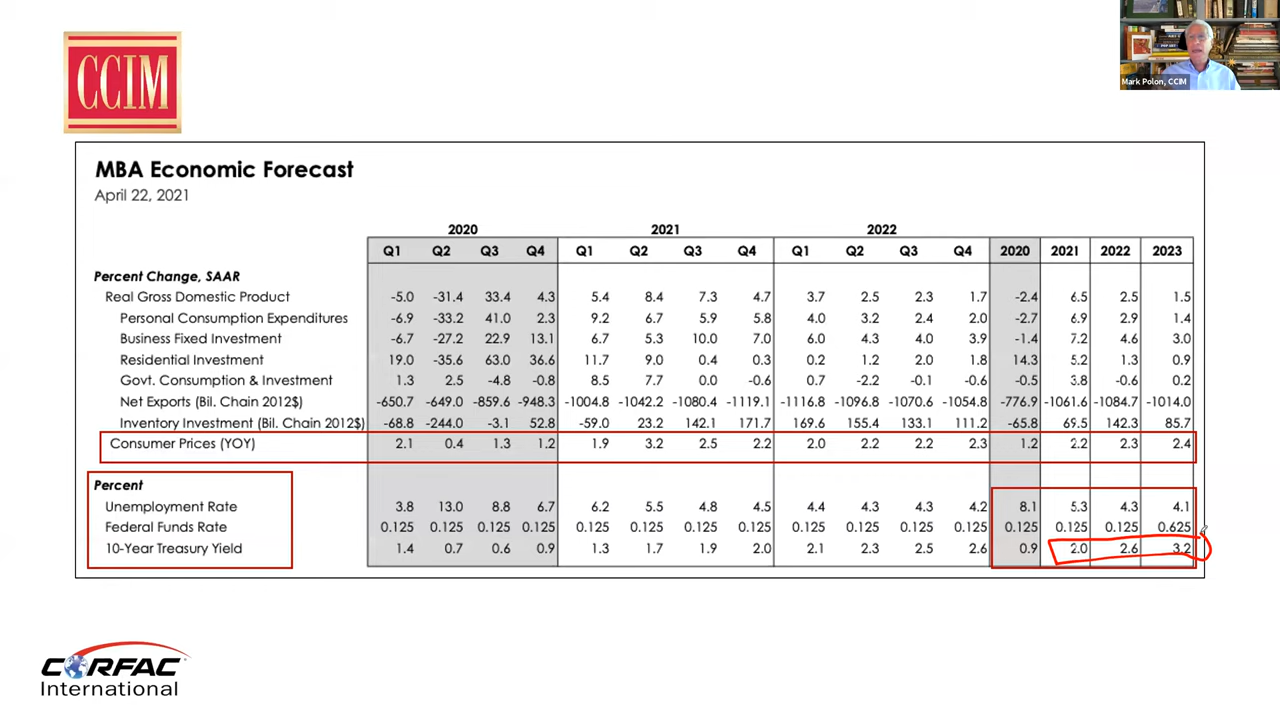 CCIM
Mark Polon, CCIM
MBA Economic Forecast
April 22, 2021
2020 2021 2022
Q1 Q2 Q3 Q4 Q1 Q2 Q3 Q4 Q1 Q2 Q3 Q4 2020 2021 2022 2023
Percent Change, SAAR
Real Gross Domestic Product -5.0 -31.4 33.4 4.3 5.4 8.4 7.3 4.7 3.7 2.5 2.3 1.7 -2.4 6.5 2.5 1.5
Personal Consumption Expenditures -6.9 -33.2 41.0 2.3 9.2 6.7 5.9 5.8 4.0 3.2 2.4 2.0 -2.7 6.9 2.9 1.4
Business Fixed Investment -6.7 -27.2 22.9 13.1 6.7 5.3 10.0 7.0 6.0 4.3 4.0 3.9 -1.4 7.2 4.6 3.0
Residential Investment 19.0 -35.6 63.0 36.6 11.7 9.0 0.4 0.3 0.2 1.2 2.0 1.8 14.3 5.2 1.3 0.9
Govt. Consumption & Investment 1.3 2.5 -4.8 -0.8 8.5 7.7 0.0 -0.6 0.7 -2.2 -0.1 -0.6 -0.5 3.8 -0.6 0.2
Net Exports (Bil. Chain 2012$) -650.7 -649.0 -859.6 -948.3 -1004.8 -1042.2 -1080.4 -1119.1 -1116.8 -1096.8 -1070.6 -1054.8 -776.9 -1061.6 -1084.7 -1014.0
Inventory Investment (Bil. Chain 2012$) -68.8 -244.0 -3.1 52.8 -59.0 23.2 142.1 171.7 169.6 155.4 133.1 111.2 -65.8 69.5 142.3 85.7
Consumer Prices (YOY) 2.1 0.4 1.3 1.2 1.9 3.2 2.5 2.2 2.0 2.2 2.2 2.3 1.2 2.2 2.3 2.4
Percent
Unemployment Rate 3.8 13.0 8.8 6.7 6.2 5.5 4.8 4.5 4.4 4.3 4.3 4.2 8.1 5.3 4.3 4.1
Federal Funds Rate 0.125 0.125 0.125 0.125 0.125 0.125 0.125 0.125 0.125 0.125 0.125 0.125 0.125 0.125 0.125 0.625
10-Year Treasury Yield 1.4 0.7 0.6 0.9 1.3 1.7 1.9 2.0 2.1 2.3 2.5 2.6 0.9 2.0 2.6 3.2
CORFAC
International